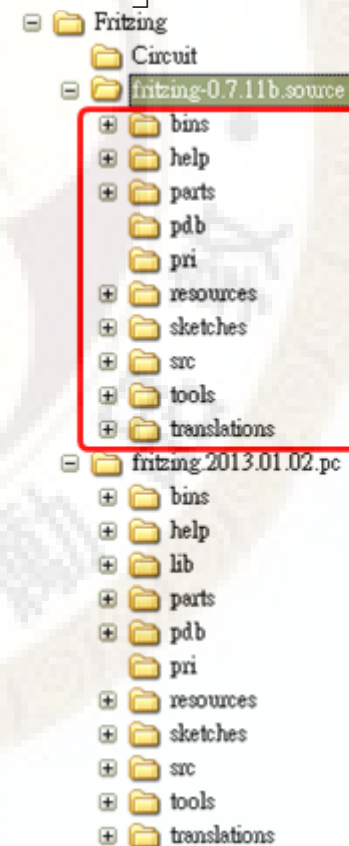 Fritzing
Circuit
fritzing-0.7.11b.source
bins
help
parts
pdb
pri
resources
sketches
src
tools
translations
fritzing.2013.01.02.pc
bins
help
lib
parts
pdb
pri
resources
sketches
src
tools
translations